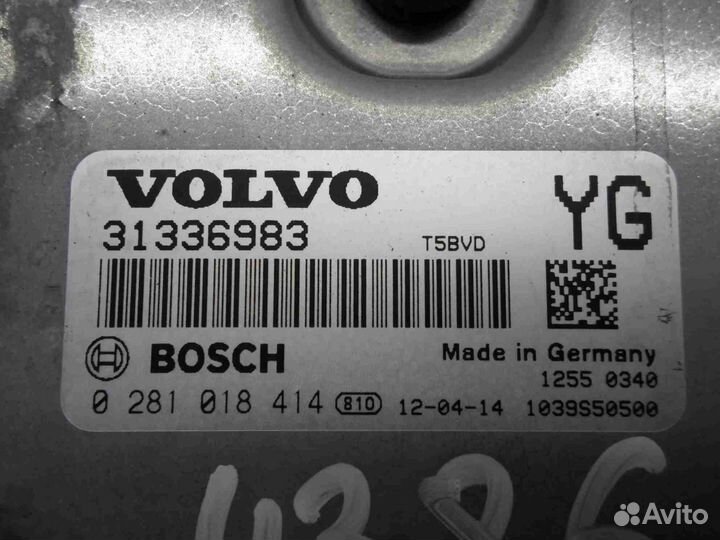 VOLVO
YG
31336983
T5BVD
BOSCH
Made in Germany
1255 0340
0 281 018 414 810 12-04-14 1039S50500
4386
Avito